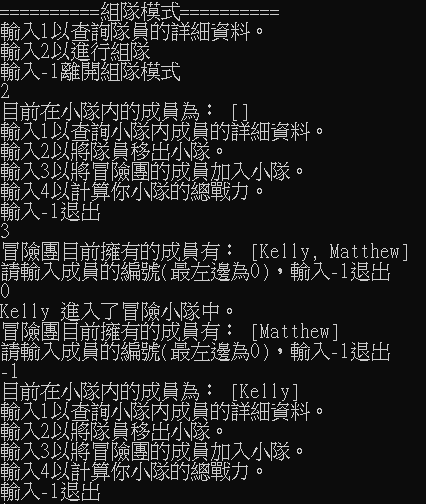 ==========組隊模式==========
輸入1以查詢隊員的詳細資料。
輸入2以進行組隊
輸入-1離開組隊模式
2
目前在小隊内的成員為： []
輸入1以查詢小隊内成員的詳細資料。
輸入2以將隊員移出小隊。
輸入3以將冒險團的成員加入小隊。
輸入4以計算你小隊的總戰力。
輸入-1退出
3
冒險團目前擁有的成員有： [Kelly, Matthew]
請輸入成員的編號(最左邊為0)，輸入-1退出
0
Kelly 進入了冒險小隊中。
冒險團目前擁有的成員有： [Matthew]
請輸入成員的編號(最左邊為0)，輸入-1退出
-1
目前在小隊内的成員為： [Kelly]
輸入1以查詢小隊内成員的詳細資料。
輸入2以將隊員移出小隊。
輸入3以將冒險團的成員加入小隊。
輸入4以計算你小隊的總戰力。
輸入-1退出